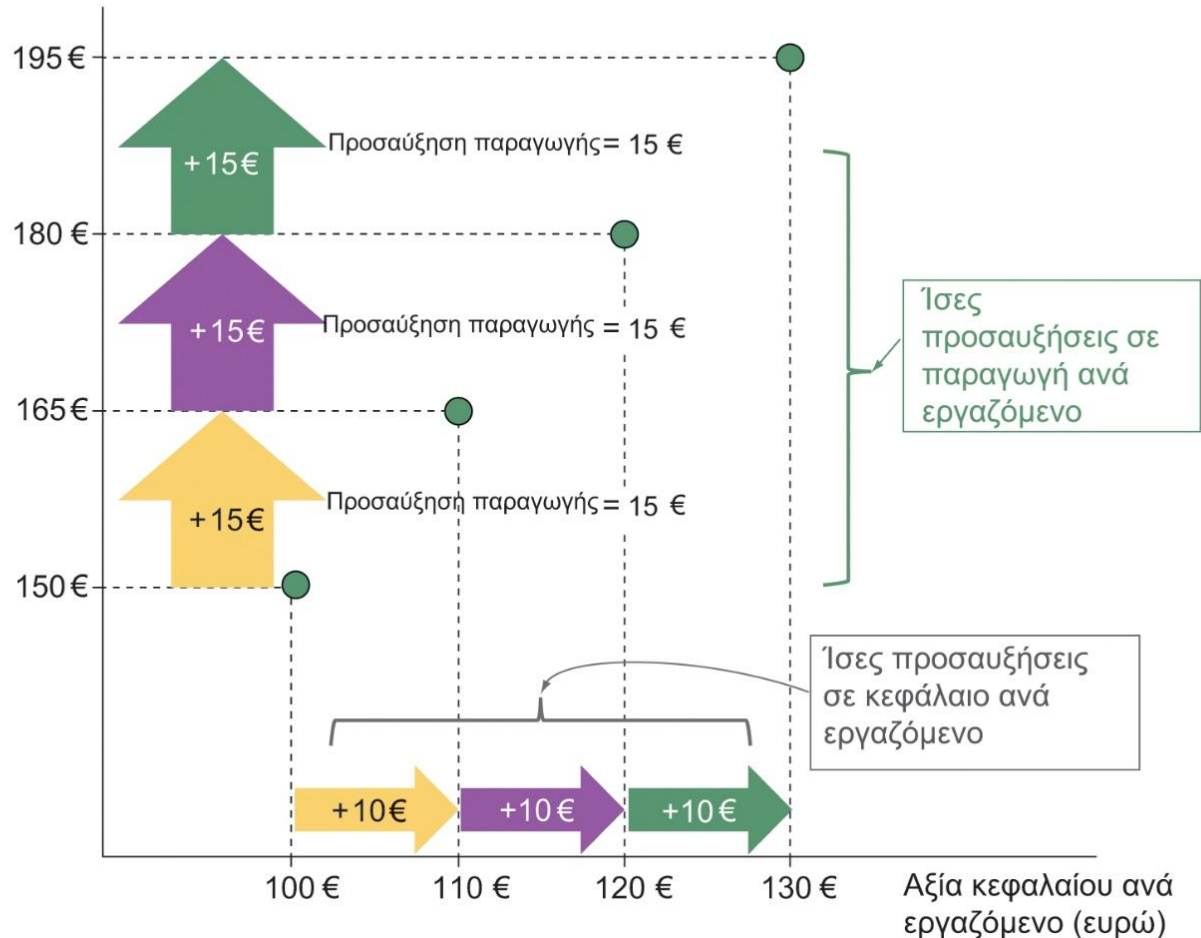 195 €
+15€
Προσαύξηση παραγωγής = 15 €
180 €
+15€
Προσαύξηση παραγωγής = 15 €
165 €
+15€
Προσαύξηση παραγωγής = 15 €
150 €
Ίσες
προσαυξήσεις σε
παραγωγή ανά
εργαζόμενο
Ίσες προσαυξήσεις
σε κεφάλαιο ανά
εργαζόμενο
+10€
+10€
+10€
100 €
110 €
120 €
130 €
Αξία κεφαλαίου ανά
εργαζόμενο (ευρώ)